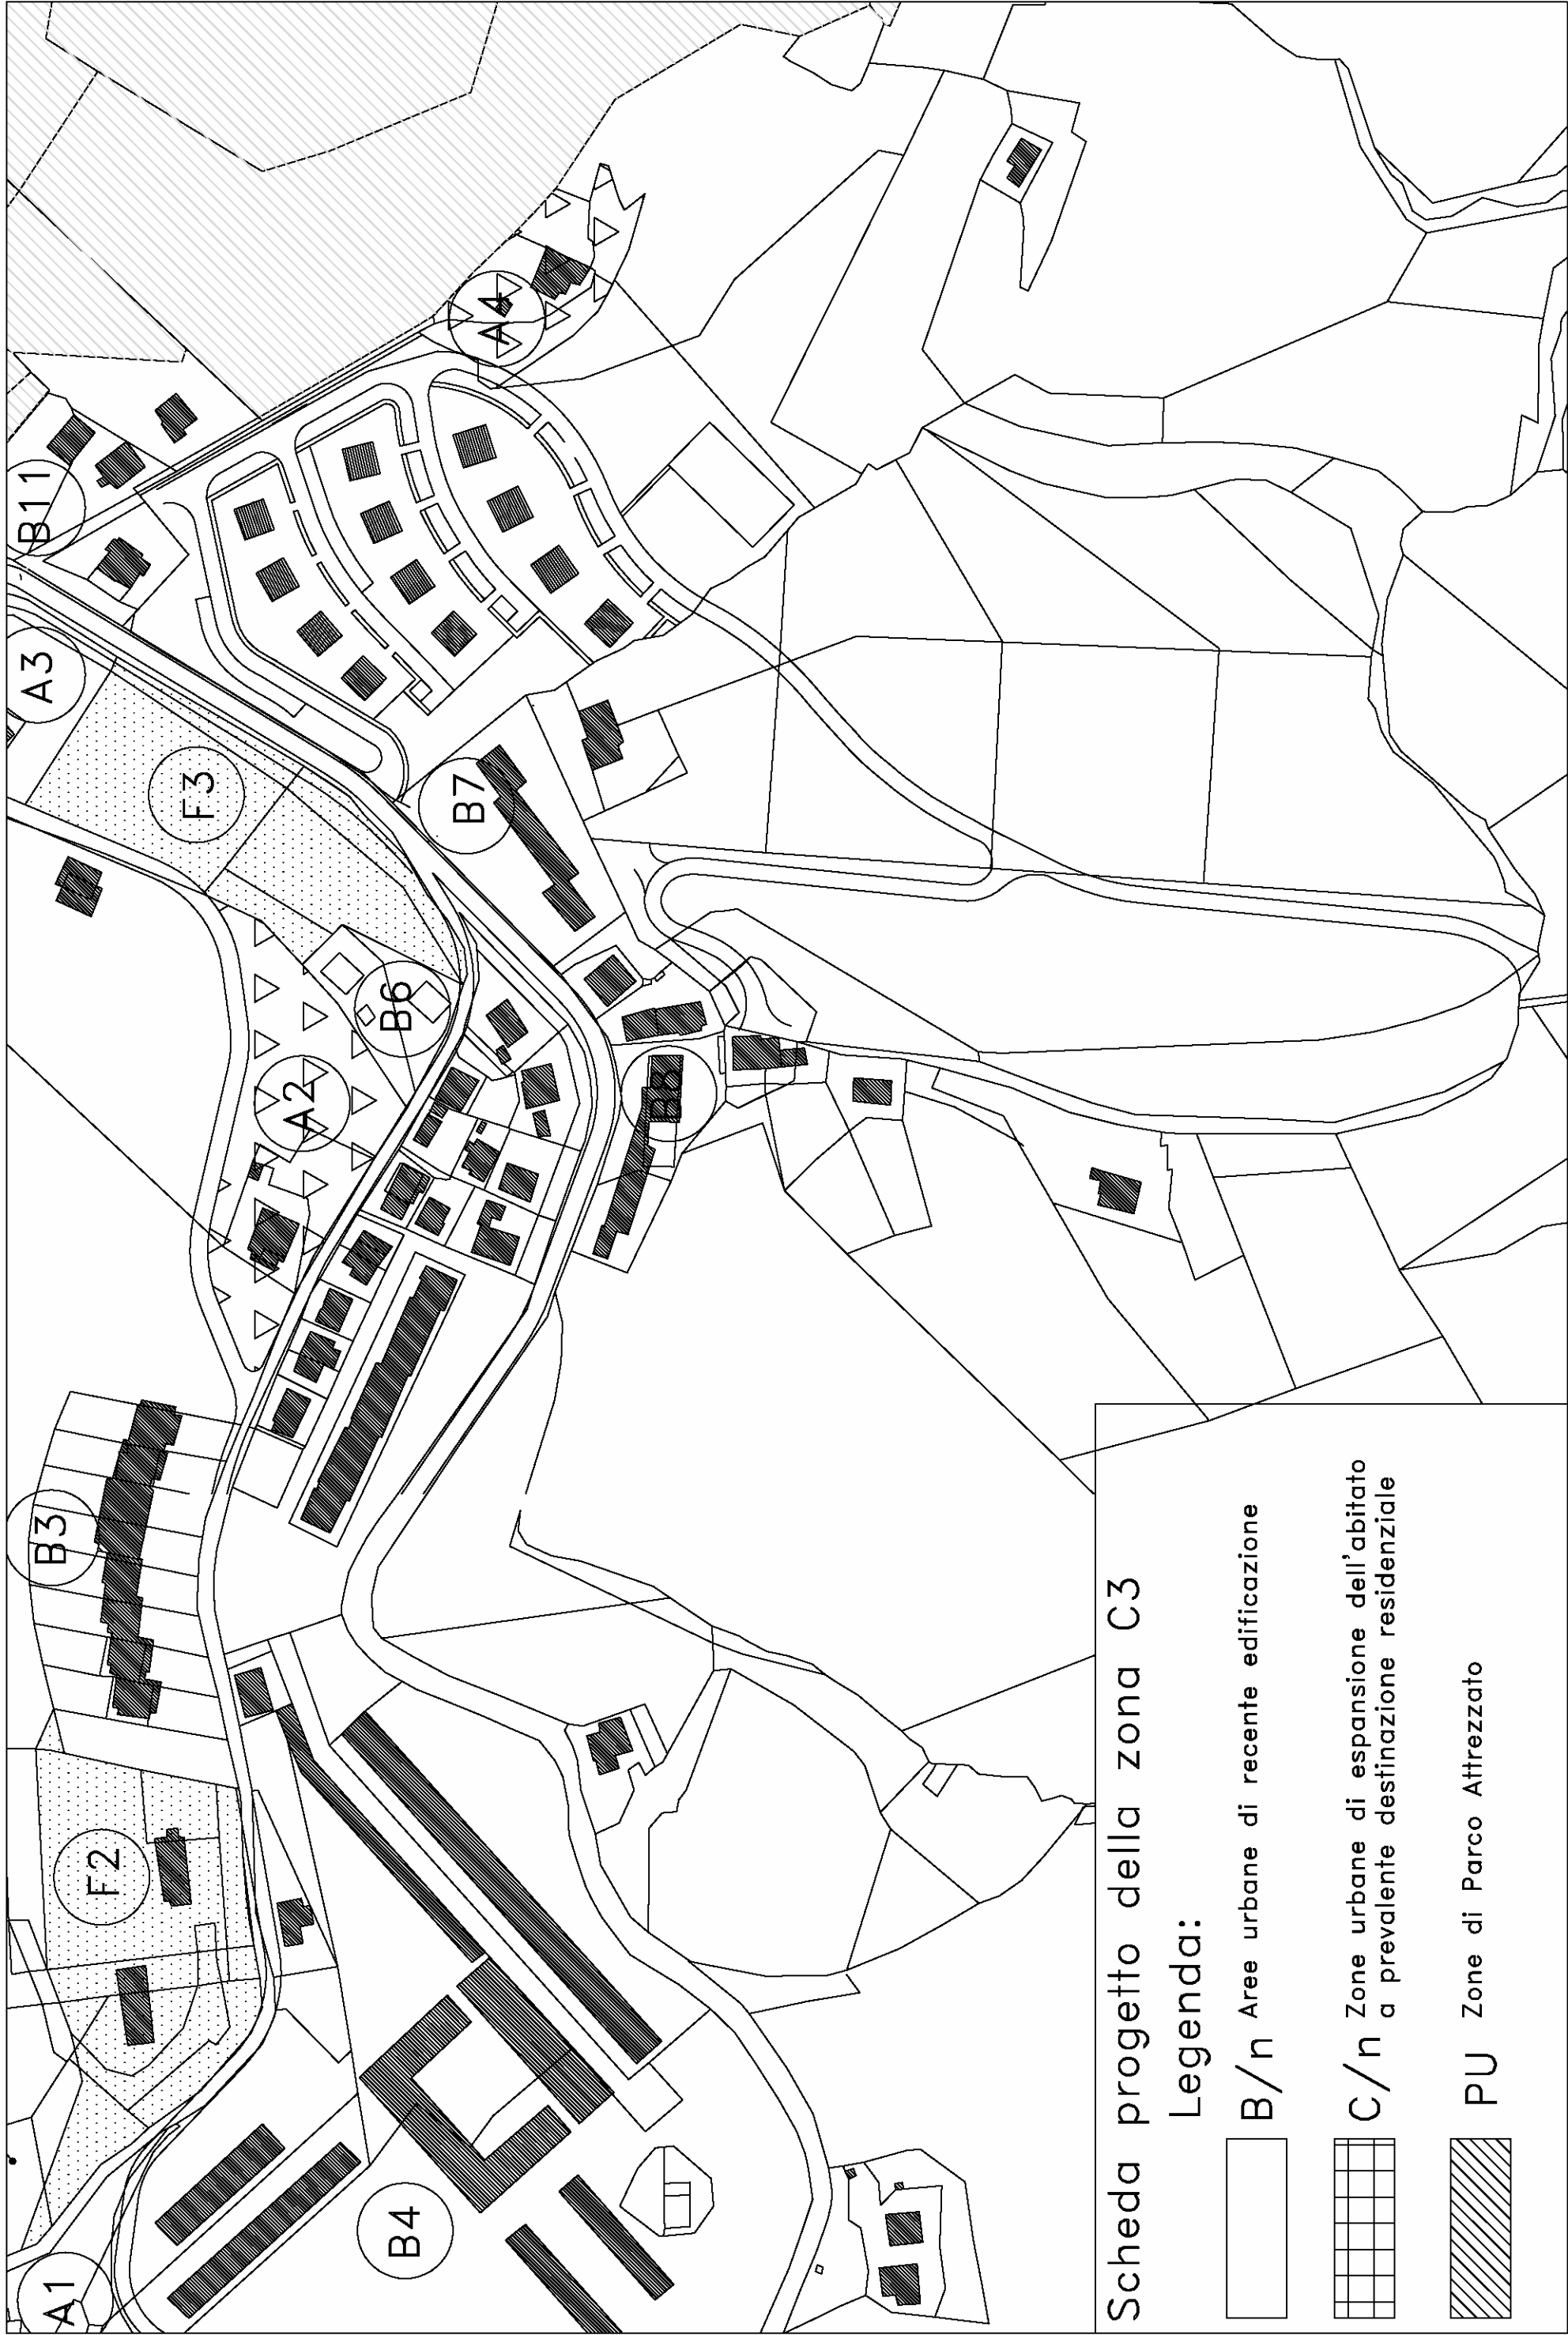 A1
F2
B3
A2
B6
F3
A3
B11
B4
B8
B7
A4
Scheda progetto della zona C3
Legenda:
B/n Aree urbane di recente edificazione
C/n Zone urbane di espansione dell'abitato
a prevalente destinazione residenziale
PU Zone di Parco Attrezzato